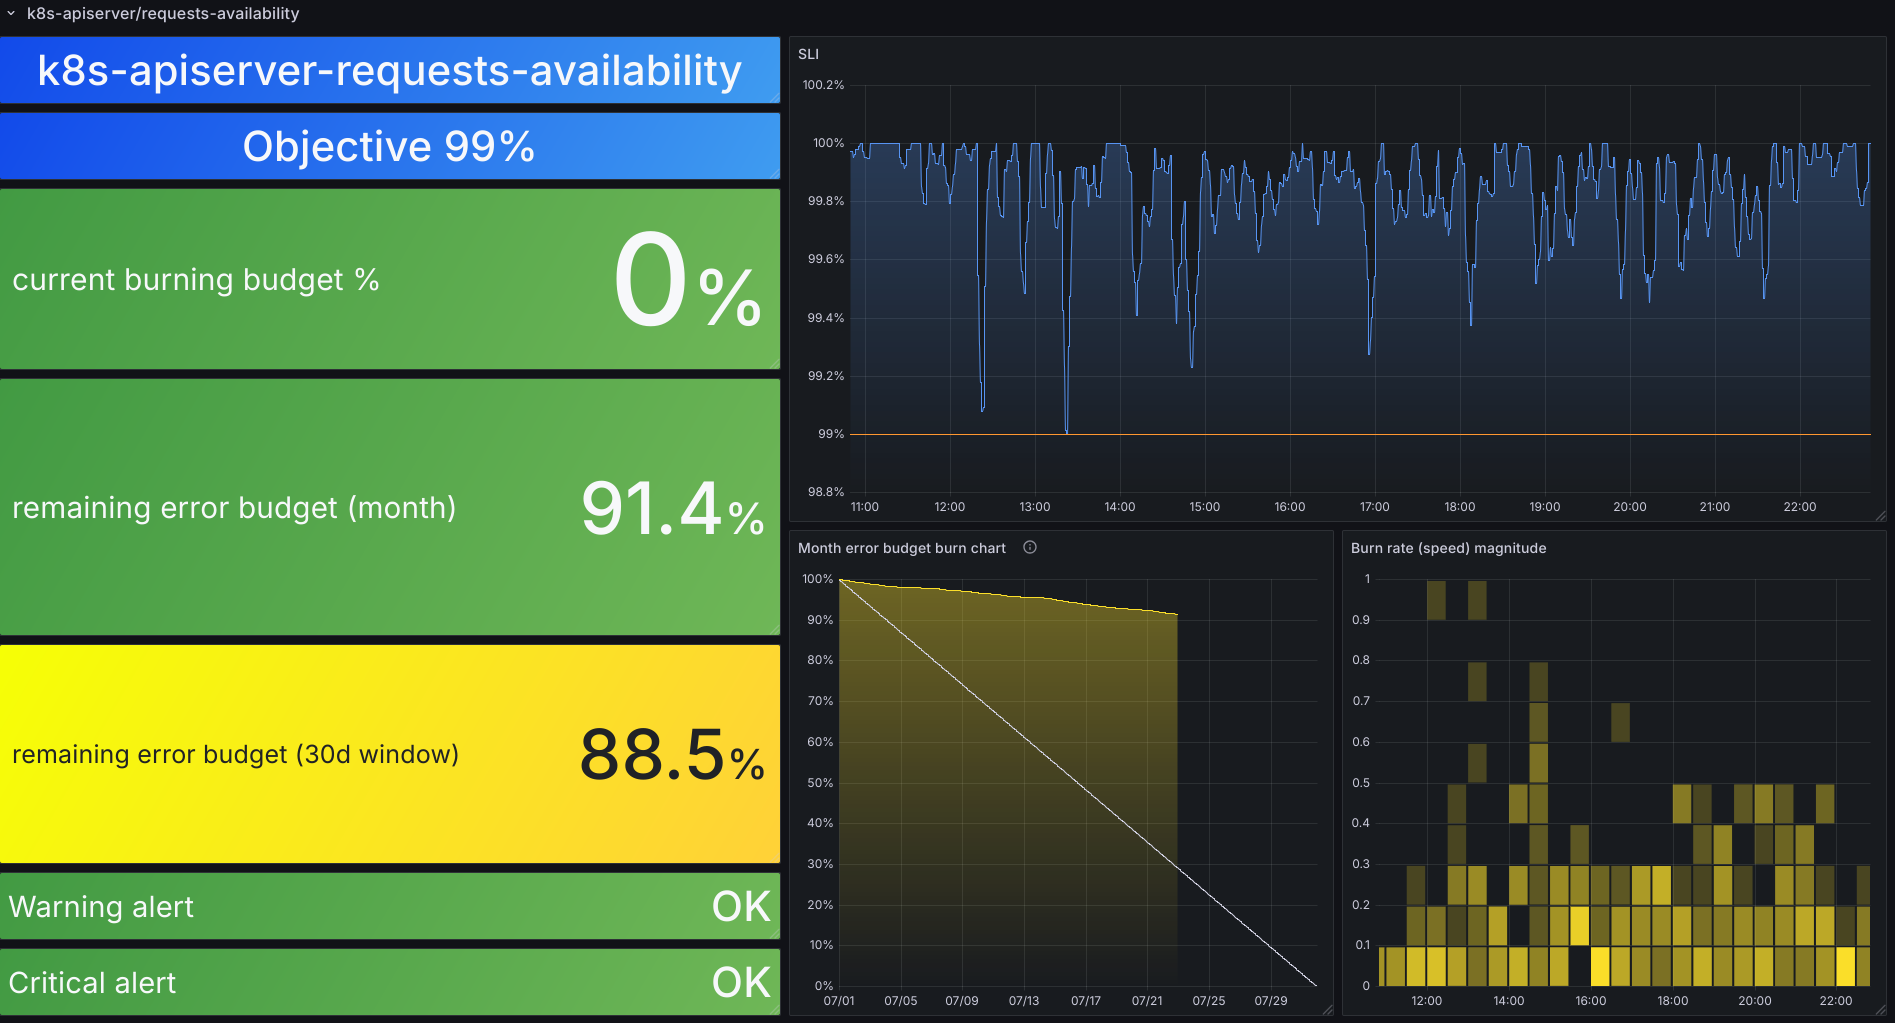 k8s-apiserver/requests-availability
k8s-apiserver-requests-availability
Objective 99%
current burning budget %
0%
remaining error budget (month)
91.4%
remaining error budget (30d window)
88.5%
Warning alert
OK
Critical alert
OK
SLI
100.2%
100%
99.8%
99.6%
99.4%
99.2%
99%
98.8%
11:00 12:00 13:00 14:00 15:00 16:00 17:00 18:00 19:00 20:00 21:00 22:00
Month error budget burn chart
100%
90%
80%
70%
60%
50%
40%
30%
20%
10%
0%
07/01 07/05 07/09 07/13 07/17 07/21 07/25 07/29
Burn rate (speed) magnitude
1
0.9
0.8
0.7
0.6
0.5
0.4
0.3
0.2
0.1
0
12:00 14:00 16:00 18:00 20:00 22:00